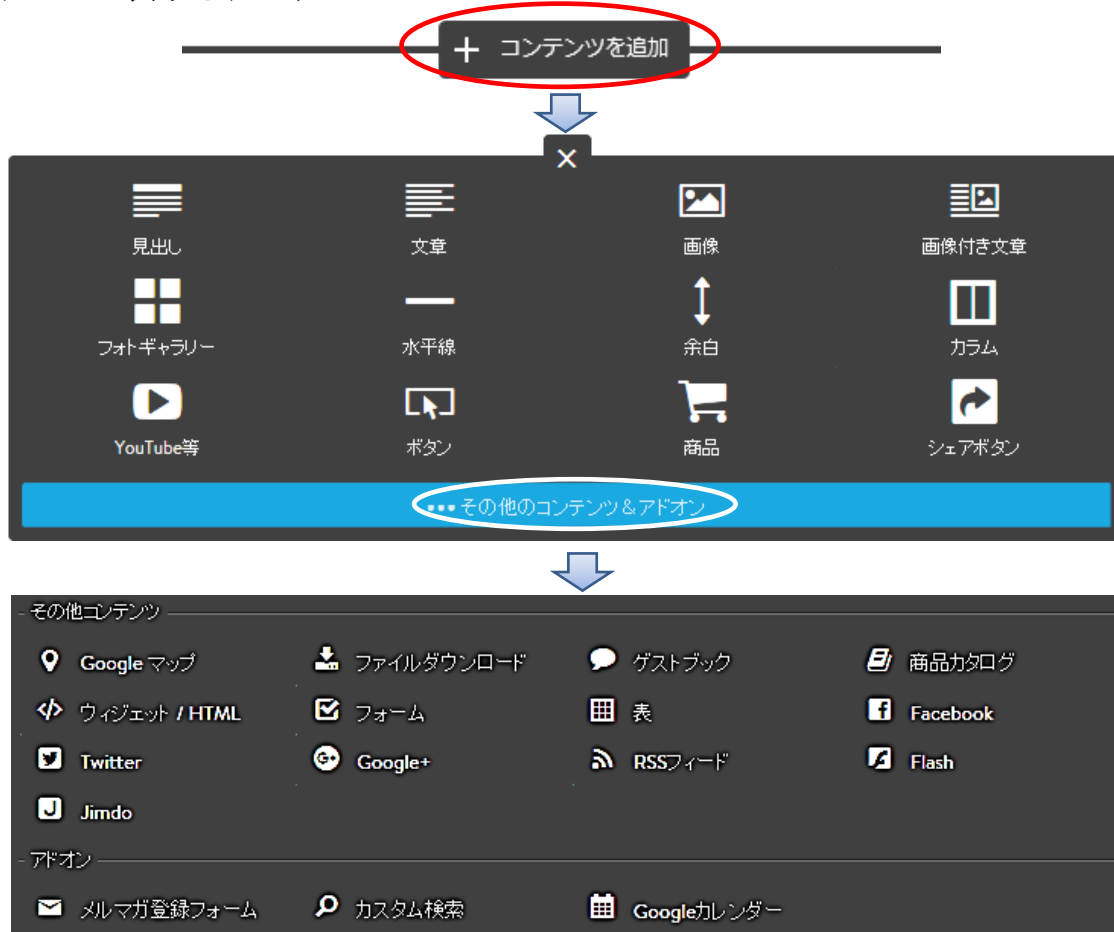 + コンテンツを追加
×
見出し 文章 画像 画像付き文章
フォトギャラリー 水平線 余白 カラム
YouTube等 ボタン 商品 シェアボタン
•••その他のコンテンツ&アドオン
その他コンテンツ
Google マップ ファイルダウンロード ゲストブック 商品カタログ
ウィジェット / HTML フォーム 表 Facebook
Twitter Google+ RSSフィード Flash
Jimdo
アドオン
メルマガ登録フォーム カスタム検索 Googleカレンダー